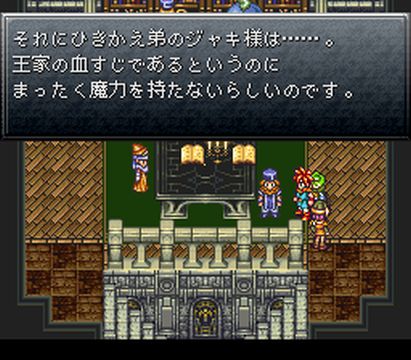 それにひきかえ弟のジャキ様は……。
王家の血すじであるというのに
まったく魔力を持たないらしいのです。